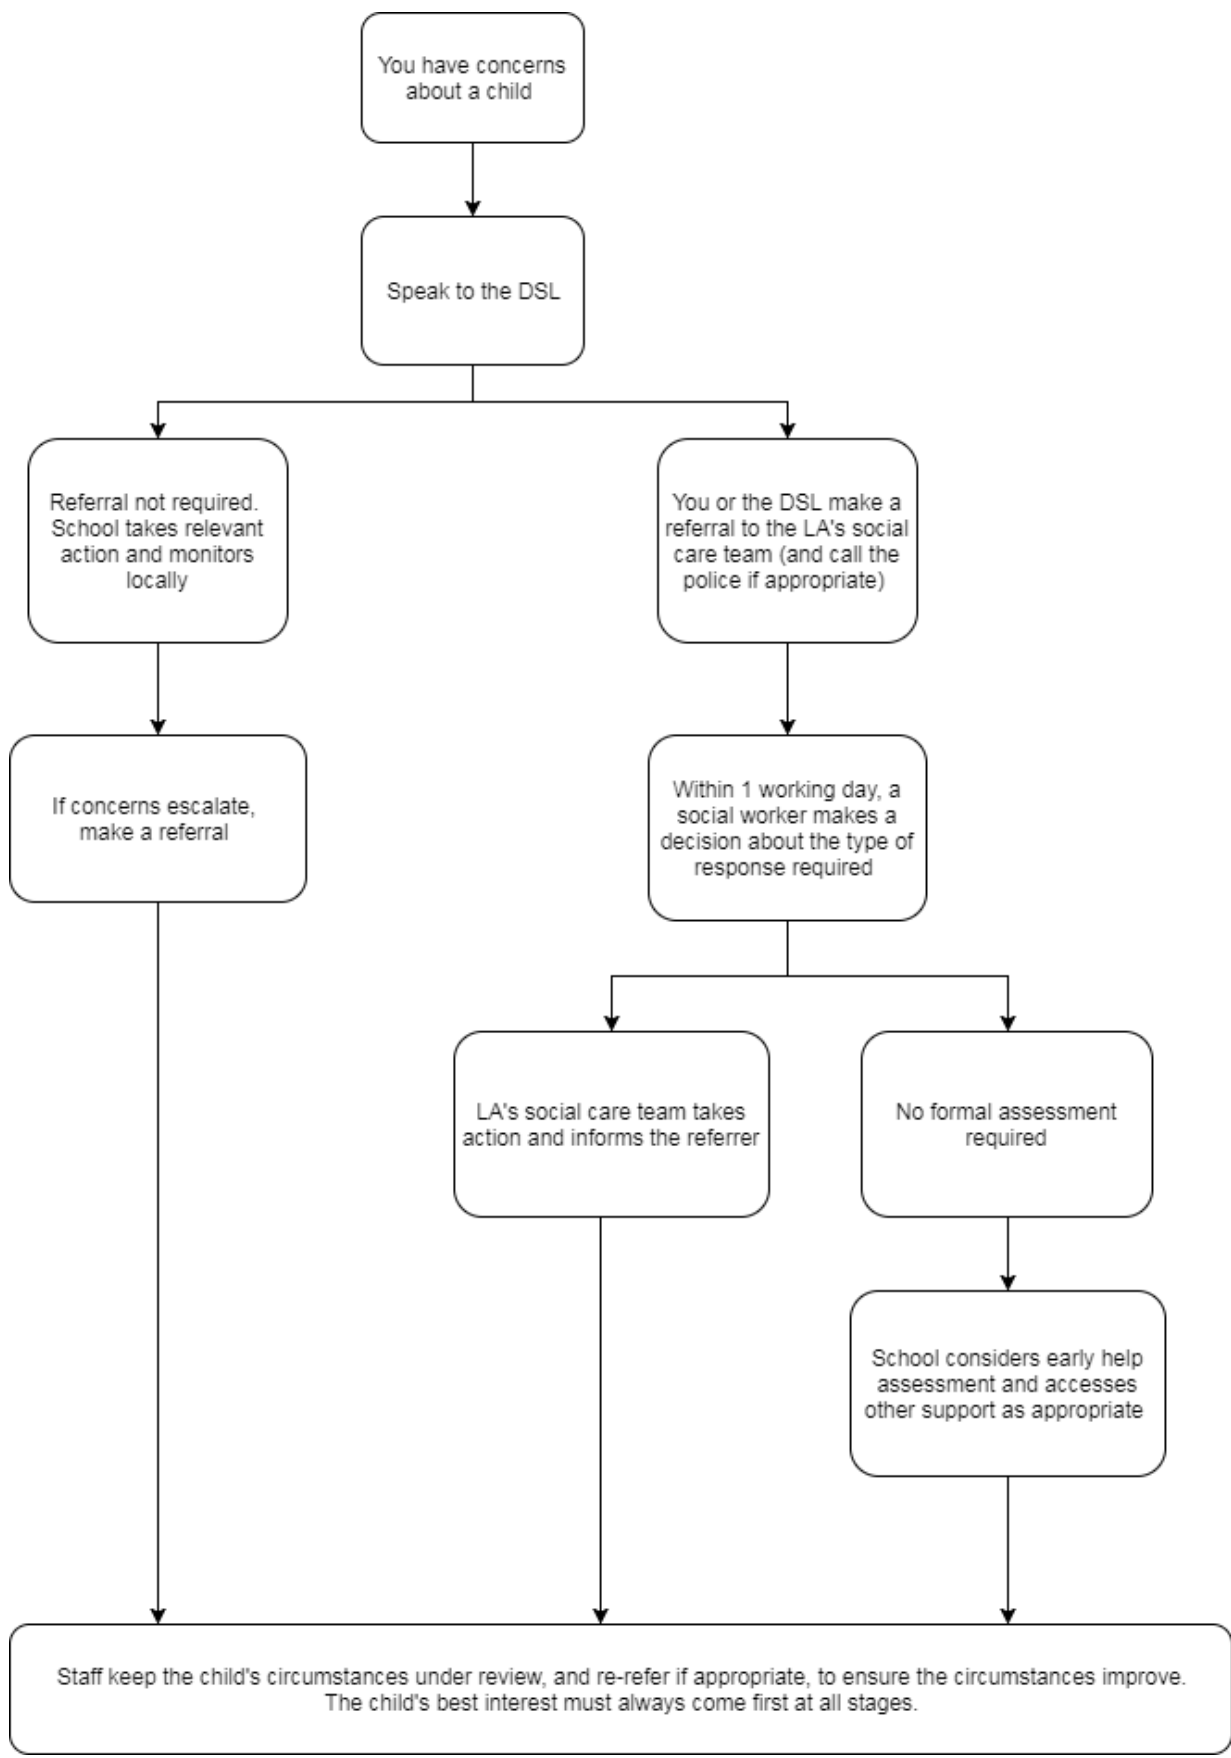 You have concerns
about a child
Speak to the DSL
Referral not required.
School takes relevant
action and monitors
locally
You or the DSL make a
referral to the LA's social
care team (and call the
police if appropriate)
If concerns escalate,
make a referral
Within 1 working day, a
social worker makes a
decision about the type of
response required
LA's social care team takes
action and informs the referrer
No formal assessment
required
School considers early help
assessment and accesses
other support as appropriate
Staff keep the child's circumstances under review, and re-refer if appropriate, to ensure the circumstances improve.
The child's best interest must always come first at all stages.